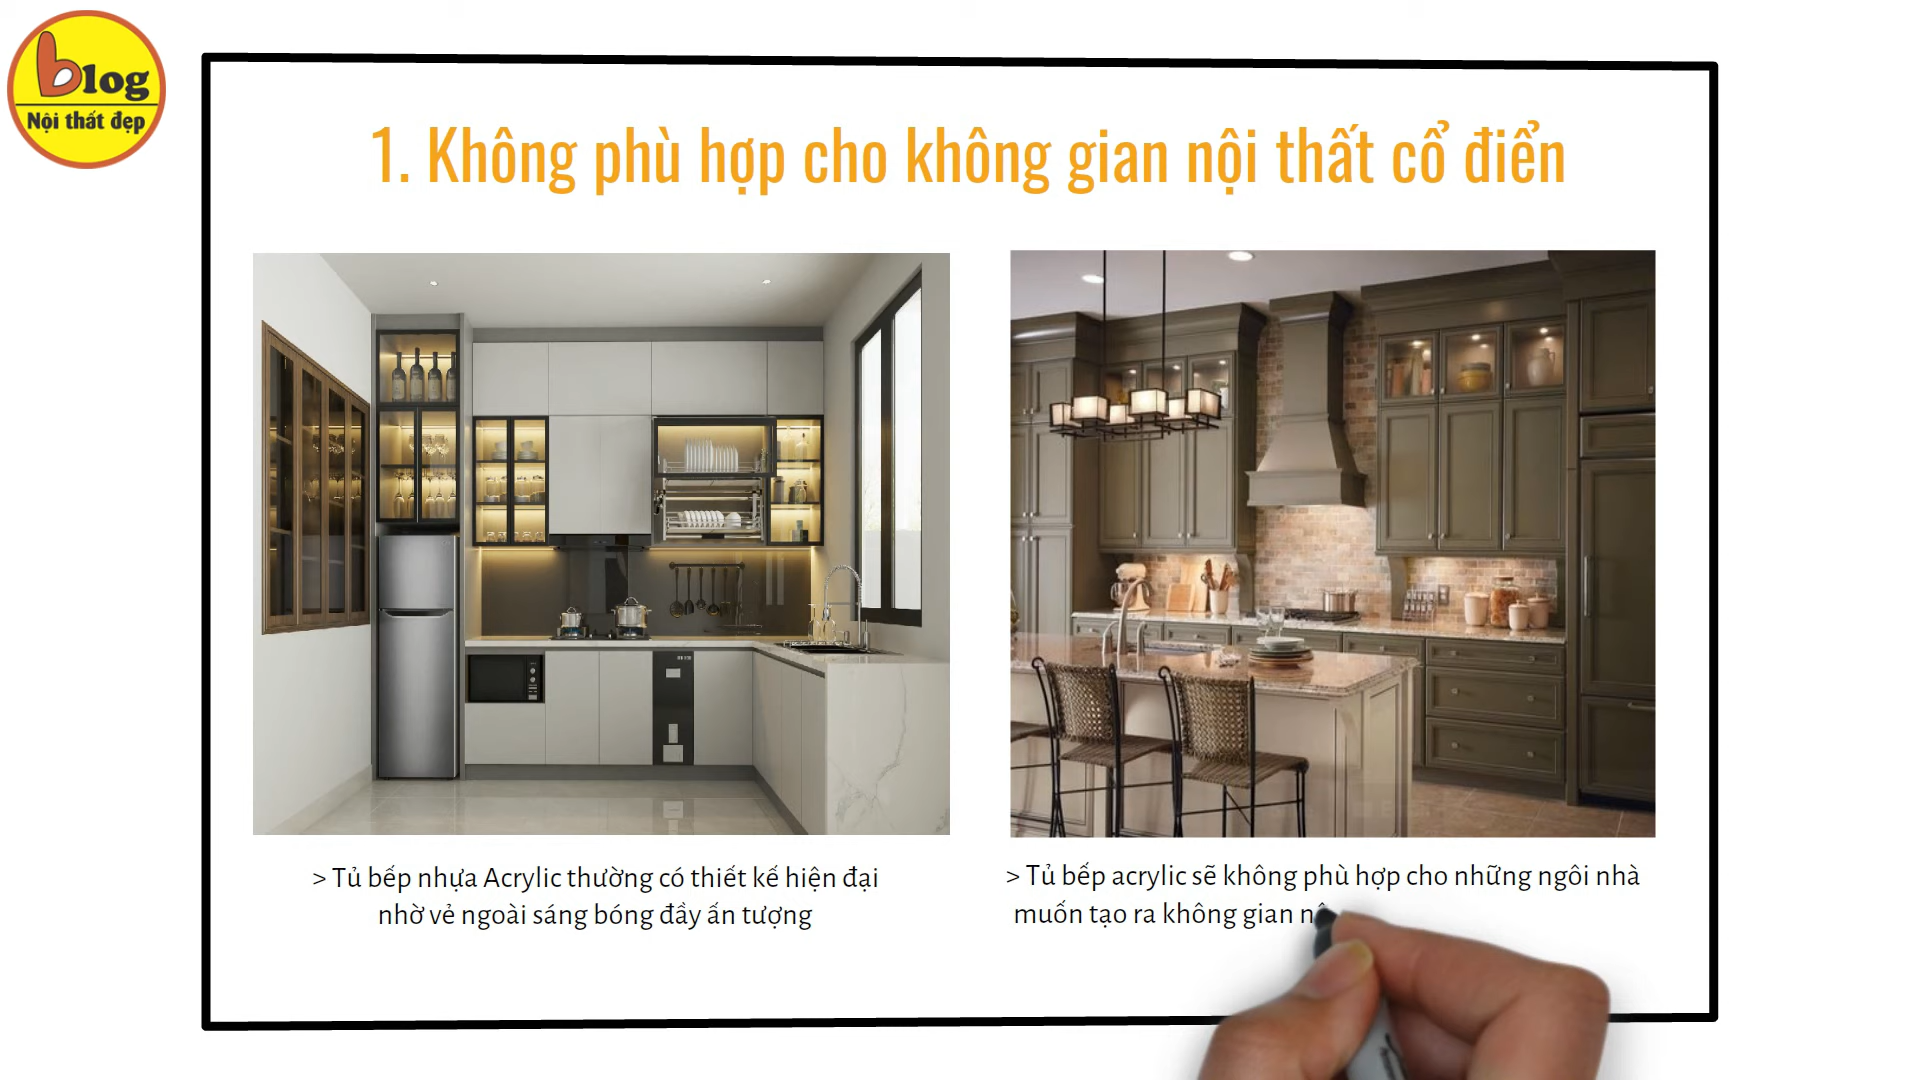 blog
Nội thất đẹp
1. Không phù hợp cho không gian nội thất cổ điển
> Tủ bếp nhựa Acrylic thường có thiết kế hiện đại
nhờ vẻ ngoài sáng bóng đầy ấn tượng
> Tủ bếp acrylic sẽ không phù hợp cho những ngôi nhà
muốn tạo ra không gian